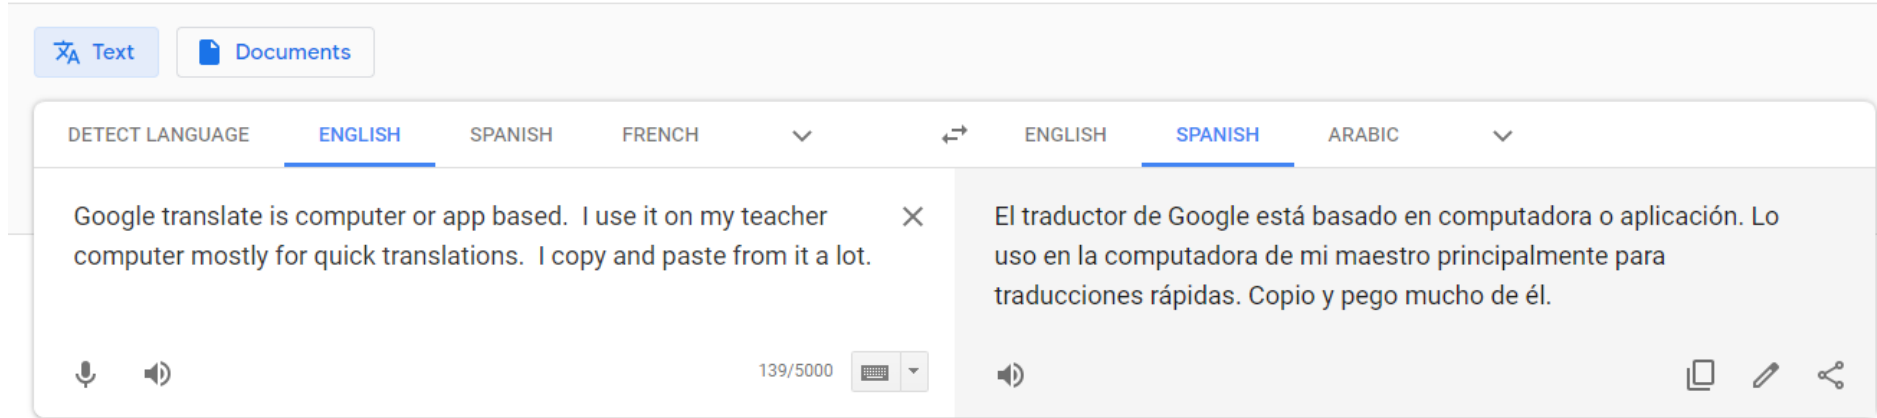 Text
Documents
DETECT LANGUAGE ENGLISH SPANISH FRENCH ENGLISH SPANISH ARABIC
Google translate is computer or app based.  I use it on my teacher
computer mostly for quick translations.  I copy and paste from it a lot.
139/5000
El traductor de Google está basado en computadora o aplicación. Lo
uso en la computadora de mi maestro principalmente para
traducciones rápidas. Copio y pego mucho de él.